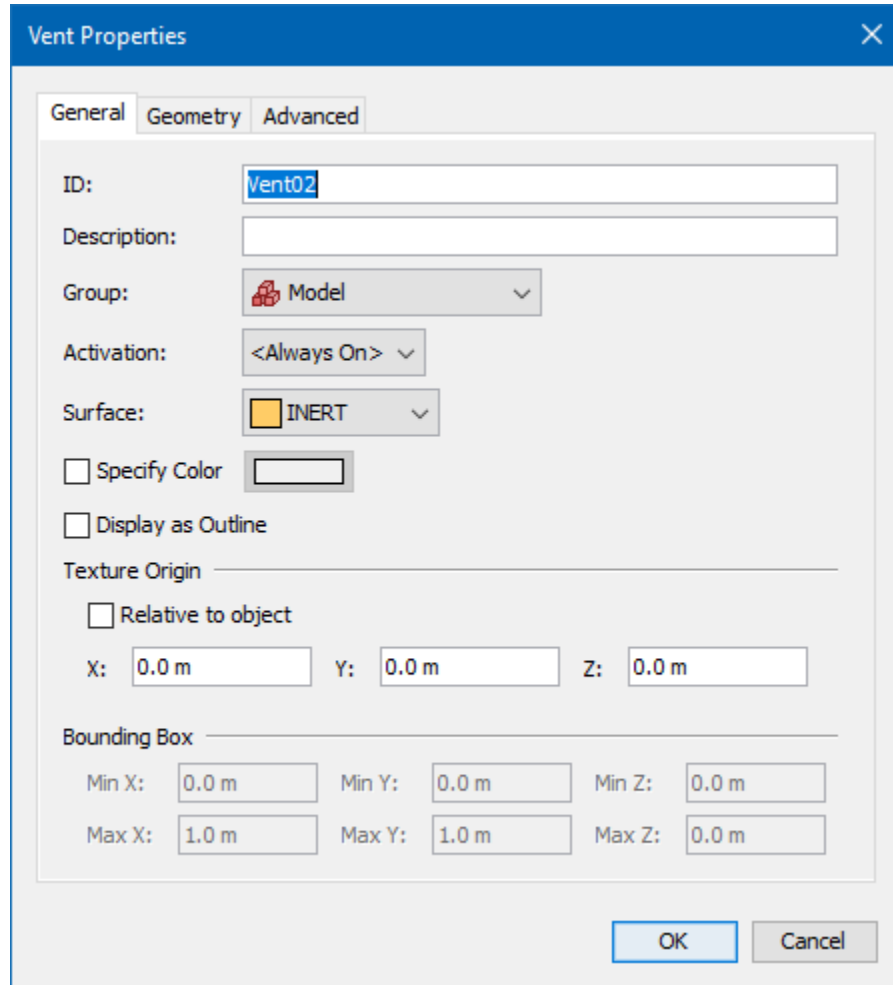 Vent Properties
General Geometry Advanced
ID: Vent02
Description:
Group: Model
Activation: <Always On>
Surface: INERT
Specify Color
Display as Outline
Texture Origin
Relative to object
X: 0.0 m Y: 0.0 m Z: 0.0 m
Bounding Box
Min X: 0.0 m Min Y: 0.0 m Min Z: 0.0 m
Max X: 1.0 m Max Y: 1.0 m Max Z: 0.0 m
OK Cancel